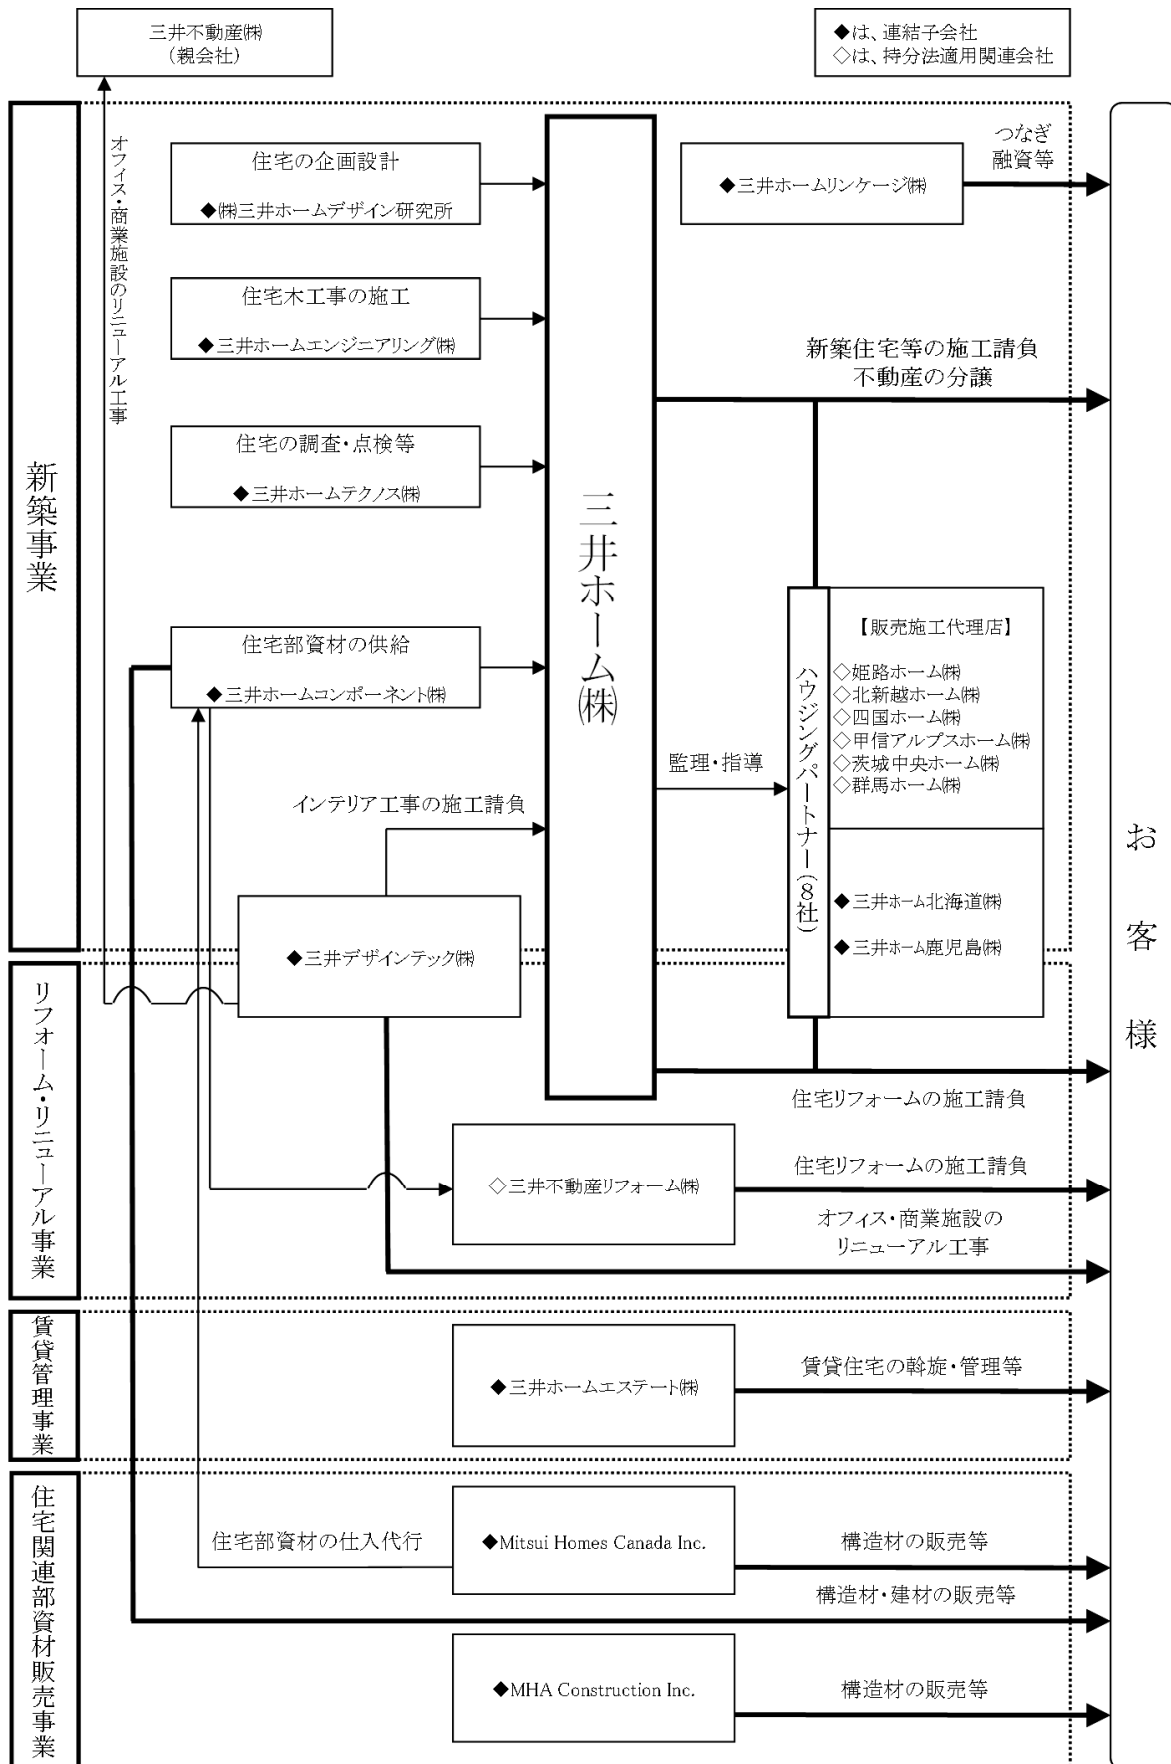 三井不動産㈱
(親会社)
◆は、連結子会社
◇は、持分法適用関連会社
オフィス・商業施設のリニューアル工事
新築事業
住宅の企画設計
◆㈱三井ホームデザイン研究所
住宅木工事の施工
◆三井ホームエンジニアリング㈱
住宅の調査・点検等
◆三井ホームテクノス㈱
住宅部資材の供給
◆三井ホームコンポーネント㈱
インテリア工事の施工請負
◆三井デザインテック㈱
三井ホーム㈱
◆三井ホームリンケージ㈱
つなぎ
融資等
新築住宅等の施工請負
不動産の分譲
監理・指導
ハウジングパートナー(8社)
【販売施工代理店】
◇姫路ホーム㈱
◇北新越ホーム㈱
◇四国ホーム㈱
◇甲信アルプスホーム㈱
◇茨城中央ホーム㈱
◇群馬ホーム㈱
◆三井ホーム北海道㈱
◆三井ホーム鹿児島㈱
お客様
リフォーム・リニューアル事業
住宅リフォームの施工請負
◇三井不動産リフォーム㈱
住宅リフォームの施工請負
オフィス・商業施設の
リニューアル工事
賃貸管理事業
◆三井ホームエステート㈱
賃貸住宅の斡旋・管理等
住宅関連部資材販売事業
住宅部資材の仕入代行
◆Mitsui Homes Canada Inc.
構造材の販売等
構造材・建材の販売等
◆MHA Construction Inc.
構造材の販売等